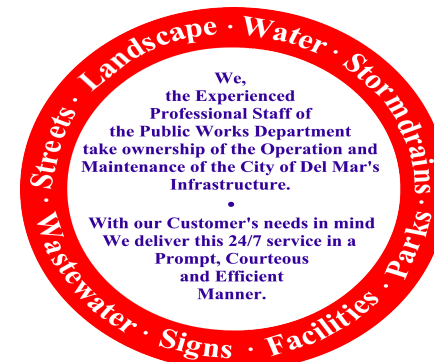 Streets · Landscape · Water · Stormdrains · Parks · Facilities · Signs · Wastewater ·
We,
the Experienced
Professional Staff of
the Public Works Department
take ownership of the Operation and
Maintenance of the City of Del Mar's
Infrastructure.
•
With our Customer's needs in mind
We deliver this 24/7 service in a
Prompt, Courteous
and Efficient
Manner.